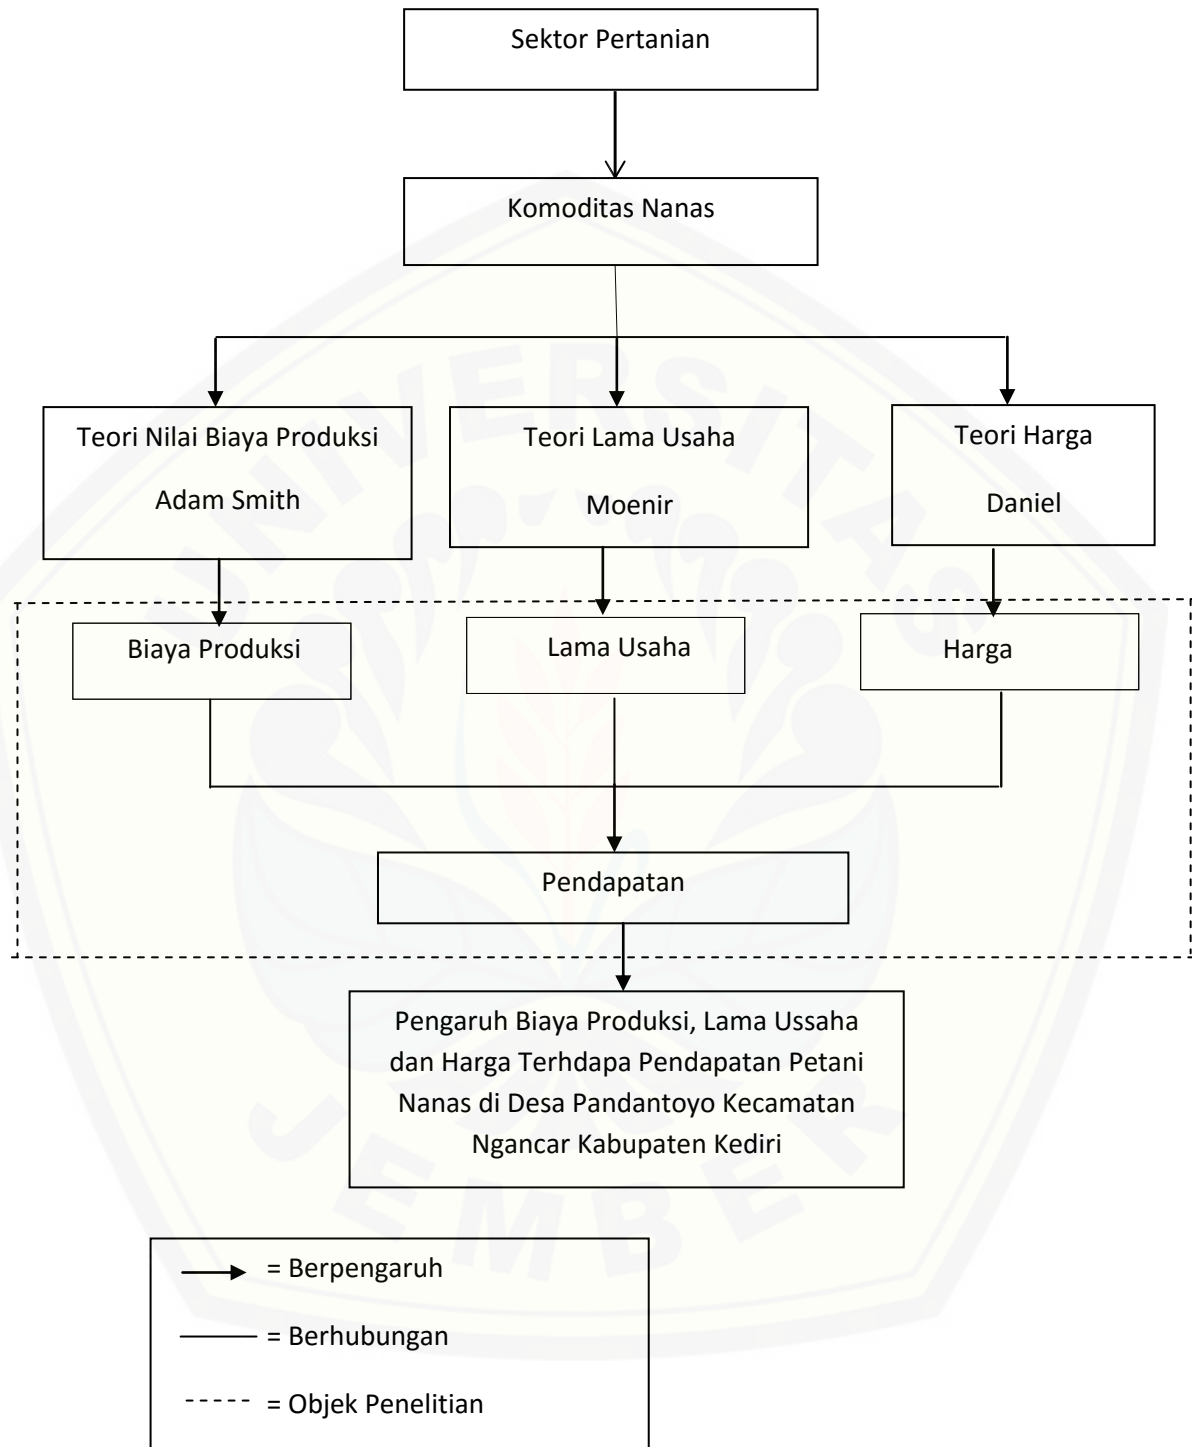 Sektor Pertanian
Komoditas Nanas
Teori Nilai Biaya Produksi
Adam Smith
Teori Lama Usaha
Moenir
Teori Harga
Daniel
Biaya Produksi
Lama Usaha
Harga
Pendapatan
Pengaruh Biaya Produksi, Lama Ussaha
dan Harga Terhdapa Pendapatan Petani
Nanas di Desa Pandantoyo Kecamatan
Ngancar Kabupaten Kediri
= Berpengaruh
= Berhubungan
= Objek Penelitian
UNIVERSITAS
JEMBER